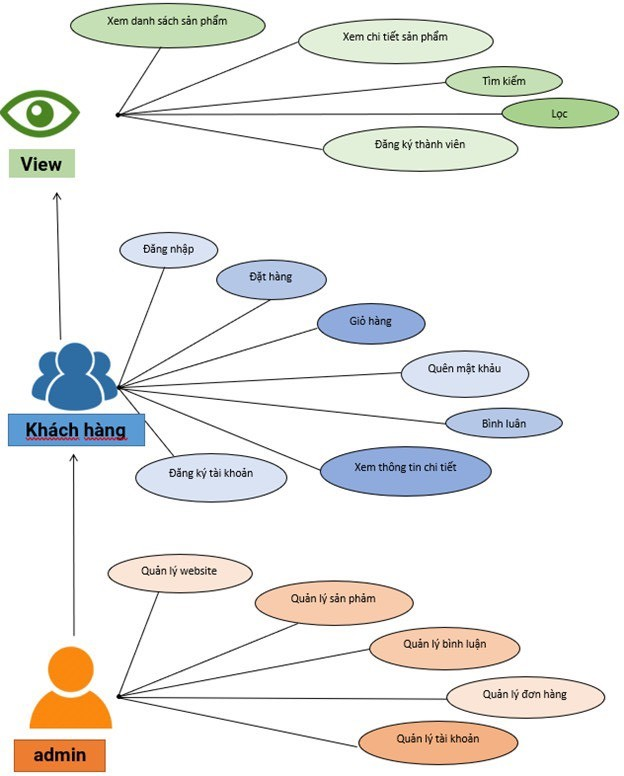 Xem danh sách sản phẩm
Xem chi tiết sản phẩm
Tìm kiếm
Lọc
Đăng ký thành viên
View
Đăng nhập
Đặt hàng
Giỏ hàng
Quên mật khẩu
Bình luân
Khách hàng
Xem thông tin chi tiết
Đăng ký tài khoản
Quản lý website
Quản lý sản phảm
Quản lý bình luận
Quản lý đơn hàng
Quản lý tài khoản
admin